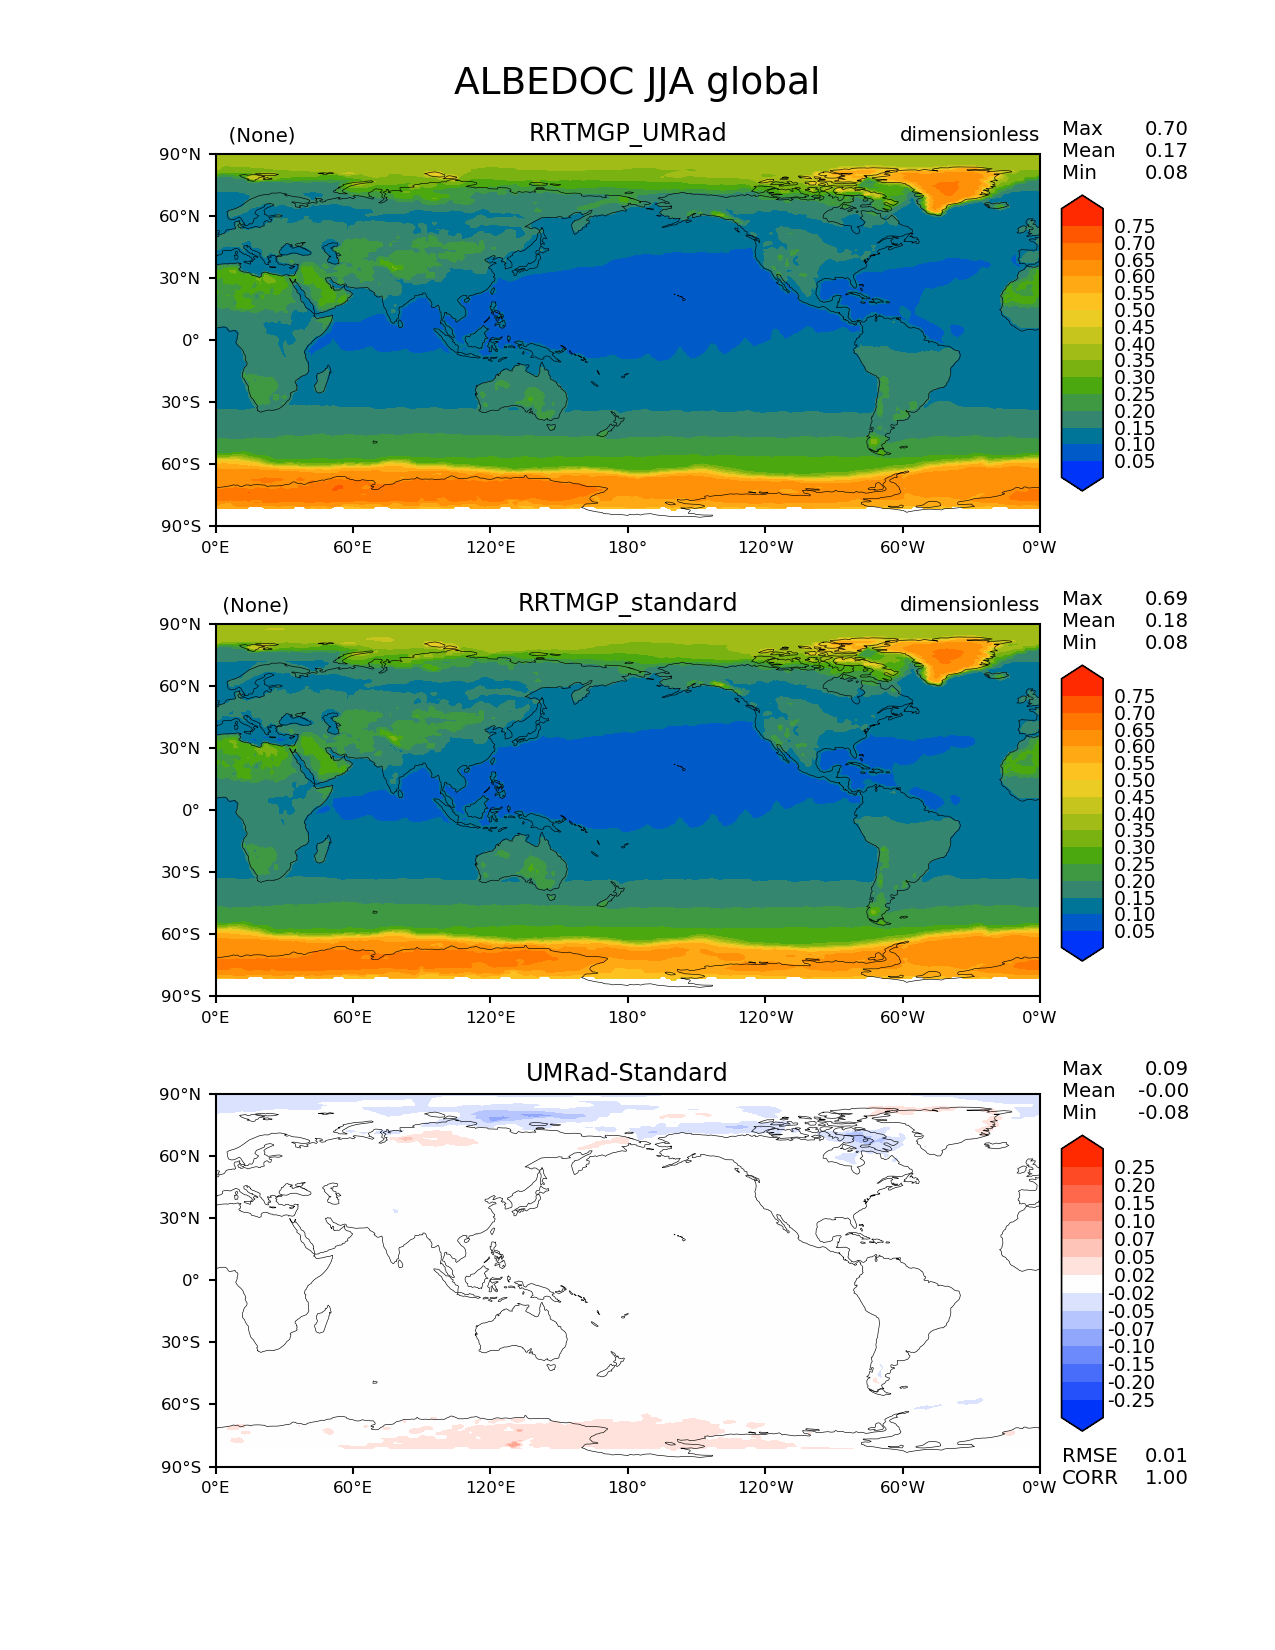 ALBEDOC JJA global
(None) RRTMGP_UMRad dimensionless
Max 0.70
Mean 0.17
Min 0.08
90°N
60°N
30°N
0°
30°S
60°S
90°S
0°E 60°E 120°E 180° 120°W 60°W 0°W
0.75
0.70
0.65
0.60
0.55
0.50
0.45
0.40
0.35
0.30
0.25
0.20
0.15
0.10
0.05
(None) RRTMGP_standard dimensionless
Max 0.69
Mean 0.18
Min 0.08
90°N
60°N
30°N
0°
30°S
60°S
90°S
0°E 60°E 120°E 180° 120°W 60°W 0°W
0.75
0.70
0.65
0.60
0.55
0.50
0.45
0.40
0.35
0.30
0.25
0.20
0.15
0.10
0.05
UMRad-Standard
Max 0.09
Mean -0.00
Min -0.08
90°N
60°N
30°N
0°
30°S
60°S
90°S
0°E 60°E 120°E 180° 120°W 60°W 0°W
0.25
0.20
0.15
0.10
0.07
0.05
0.02
-0.02
-0.05
-0.07
-0.10
-0.15
-0.20
-0.25
RMSE 0.01
CORR 1.00